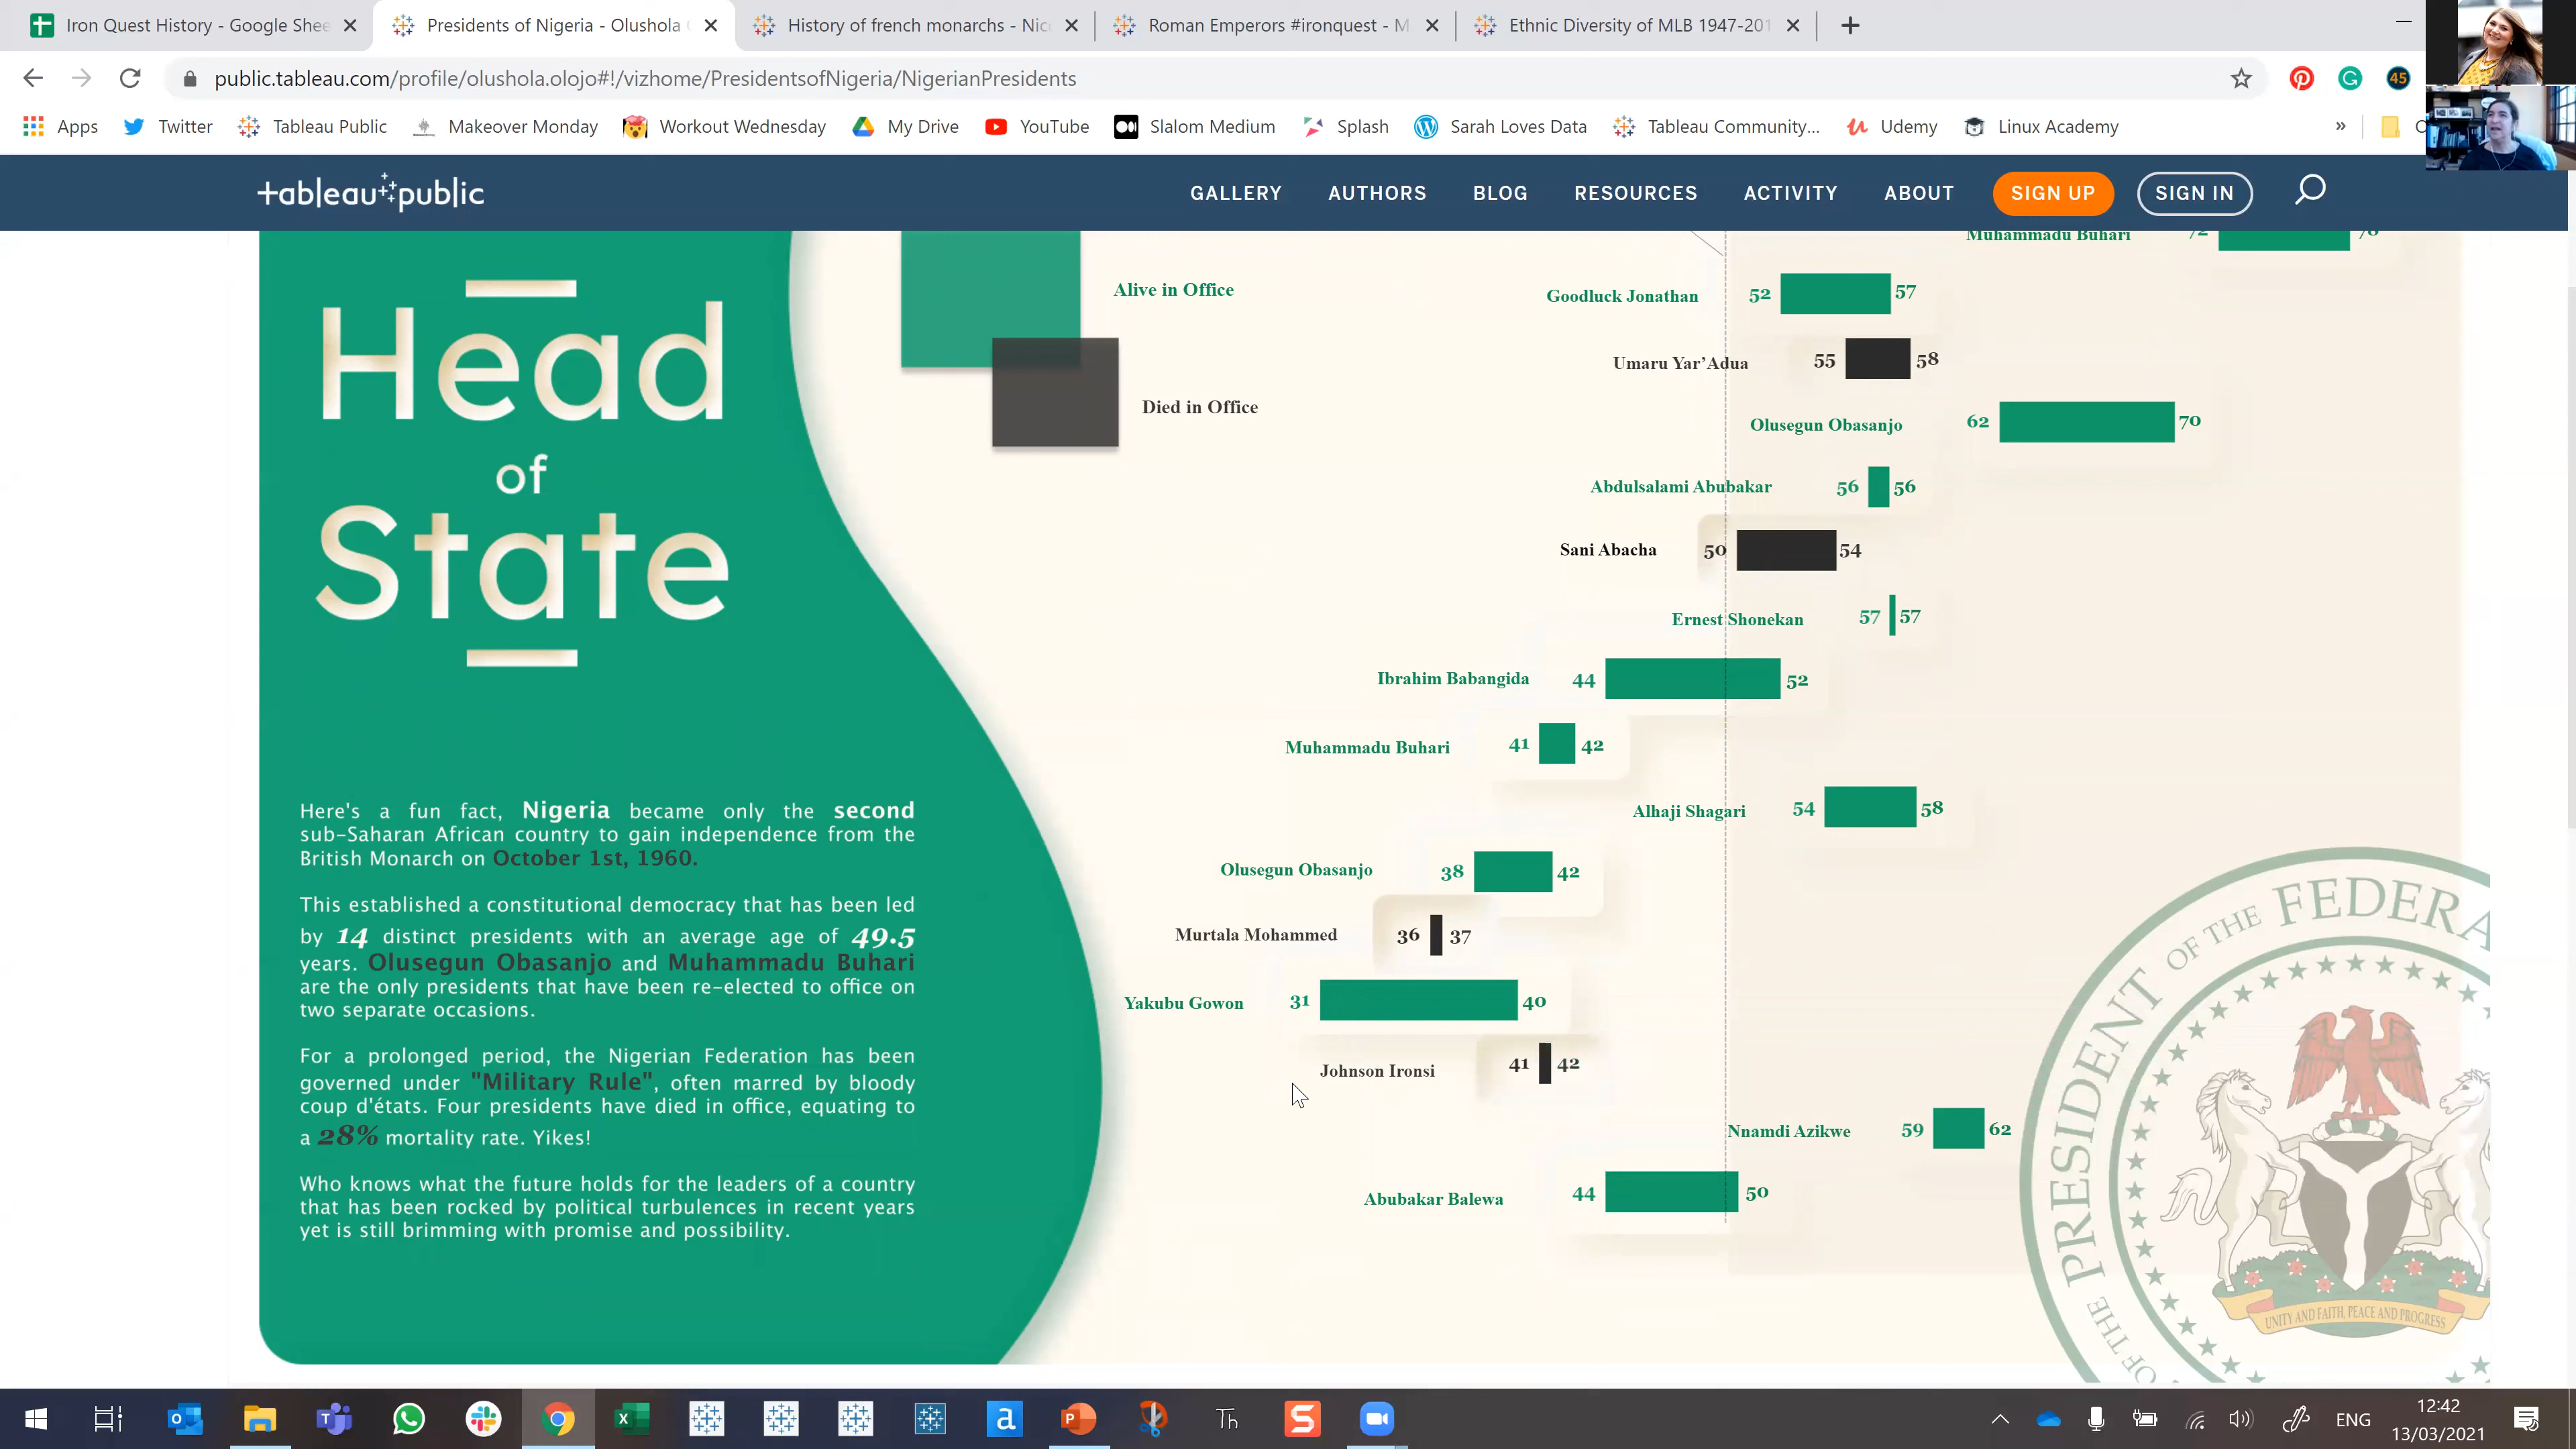 Iron Quest History - Google Shee
Presidents of Nigeria - Olushola
History of french monarchs - Nic
Roman Emperors #ironquest - M
Ethnic Diversity of MLB 1947-201
public.tableau.com/profile/olushola.olojo#!/vizhome/PresidentsofNigeria/NigerianPresidents
45
Apps Twitter Tableau Public Makeover Monday Workout Wednesday My Drive YouTube Slalom Medium Splash Sarah Loves Data Tableau Community... Udemy Linux Academy »
+ableau public
GALLERY AUTHORS BLOG RESOURCES ACTIVITY ABOUT SIGN UP SIGN IN
Head
of
State
Here's a fun fact, Nigeria became only the second
sub-Saharan African country to gain independence from the
British Monarch on October 1st, 1960.
This established a constitutional democracy that has been led
by 14 distinct presidents with an average age of 49.5
years. Olusegun Obasanjo and Muhammadu Buhari
are the only presidents that have been re-elected to office on
two separate occasions.
For a prolonged period, the Nigerian Federation has been
governed under "Military Rule", often marred by bloody
coup d'états. Four presidents have died in office, equating to
a 28% mortality rate. Yikes!
Who knows what the future holds for the leaders of a country
that has been rocked by political turbulences in recent years
yet is still brimming with promise and possibility.
Alive in Office
Died in Office
Muhammadu Buhari 72 78
Goodluck Jonathan 52 57
Umaru Yar’Adua 55 58
Olusegun Obasanjo 62 70
Abdulsalami Abubakar 56 56
Sani Abacha 50 54
Ernest Shonekan 57 57
Ibrahim Babangida 44 52
Muhammadu Buhari 41 42
Alhaji Shagari 54 58
Olusegun Obasanjo 38 42
Murtala Mohammed 36 37
Yakubu Gowon 31 40
Johnson Ironsi 41 42
Nnamdi Azikwe 59 62
Abubakar Balewa 44 50
PRESIDENT OF THE FEDERA
OF THE
UNITY AND FAITH, PEACE AND PROGRESS
Th
ENG
12:42
13/03/2021